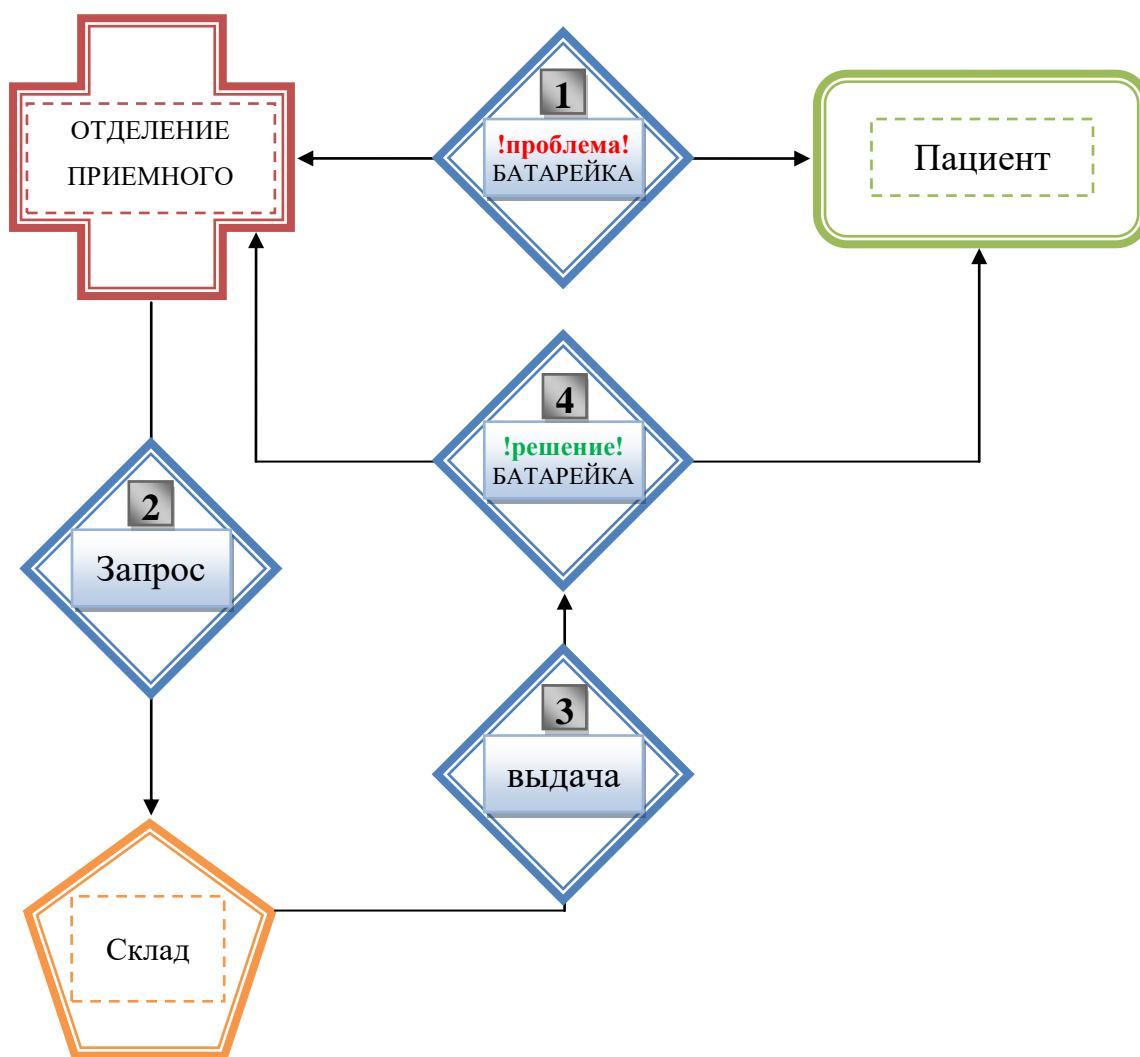 ОТДЕЛЕНИЕ
ПРИЕМНОГО
1
!проблема!
БАТАРЕЙКА
Пациент
4
!решение!
БАТАРЕЙКА
2
Запрос
3
выдача
Склад